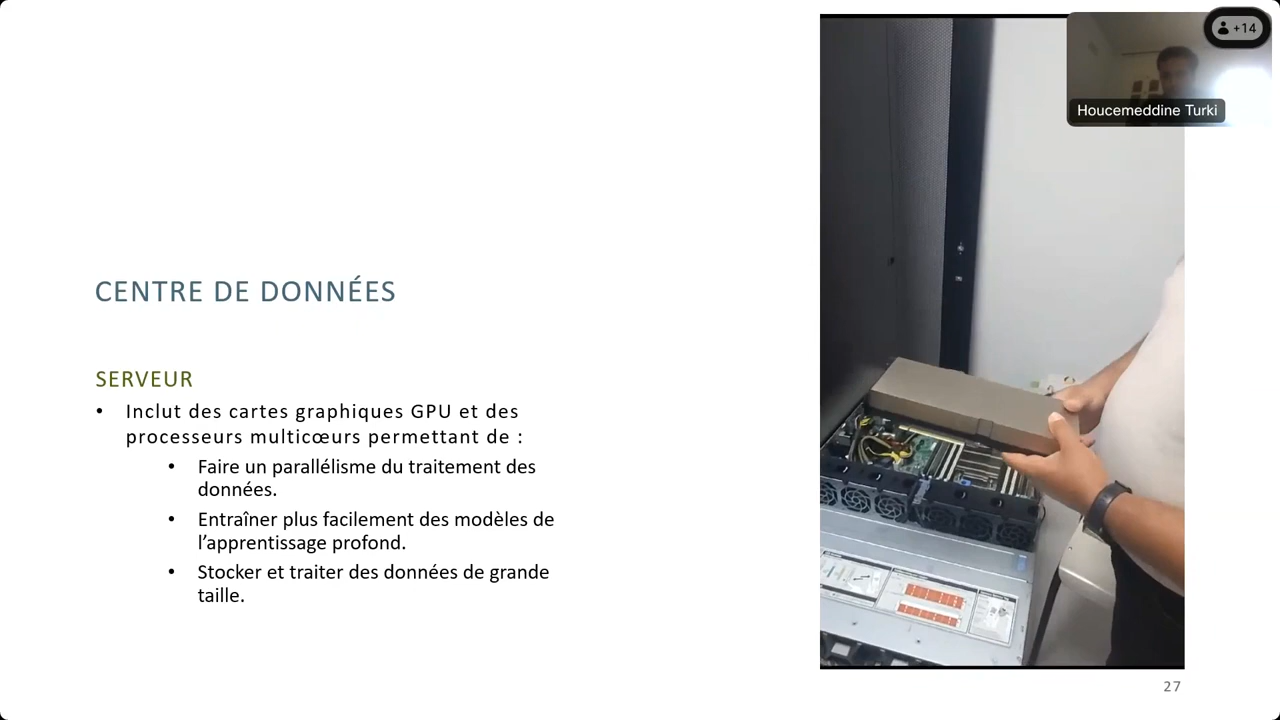 +14
Houcemeddine Turki
CENTRE DE DONNÉES
SERVEUR
• Inclut des cartes graphiques GPU et des
processeurs multicœurs permettant de :
• Faire un parallélisme du traitement des
données.
• Entraîner plus facilement des modèles de
l’apprentissage profond.
• Stocker et traiter des données de grande
taille.
27